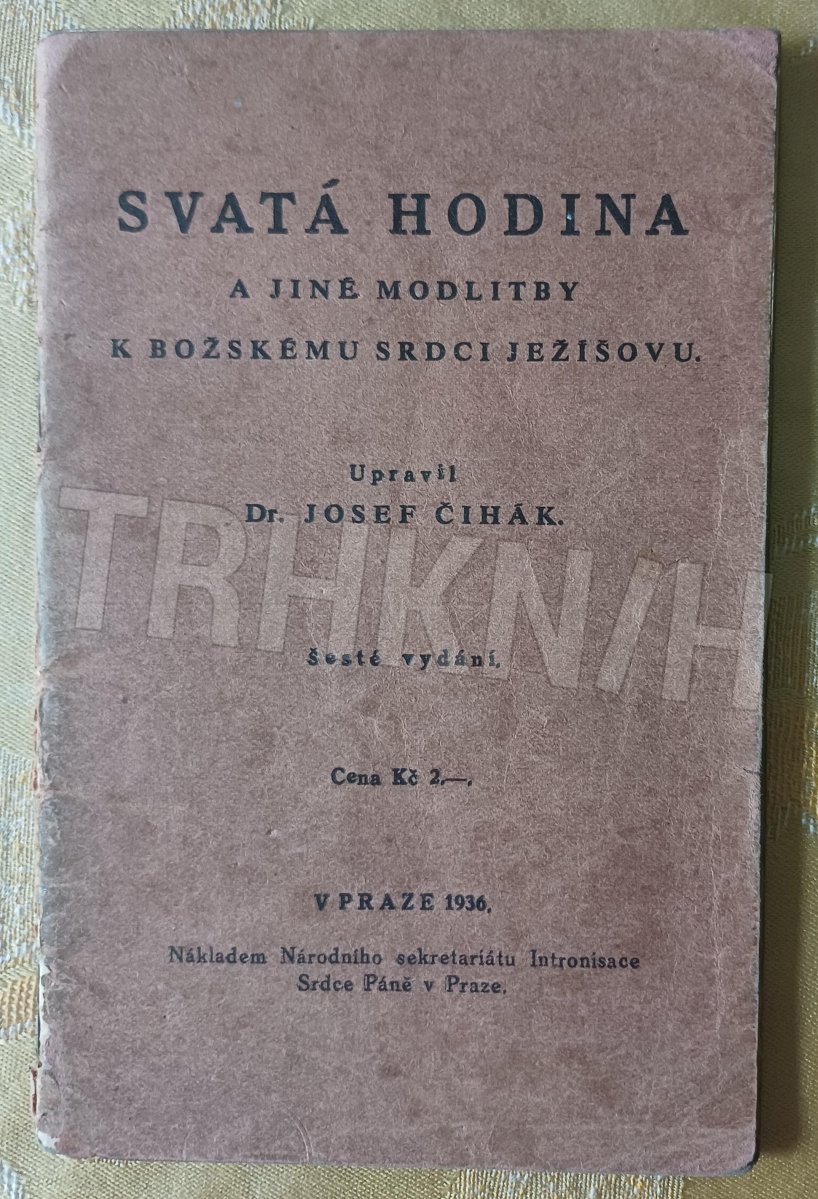 SVATÁ HODINA
A JINÉ MODLITBY
K BOŽSKÉMU SRDCI JEŽÍŠOVU.
Upravil
Dr. JOSEF ČIHÁK.
TRHKNIH
šesté vydání.
Cena Kč 2.—.
V PRAZE 1936.
Nákladem Národního sekretariátu Intronisace
Srdce Páně v Praze.